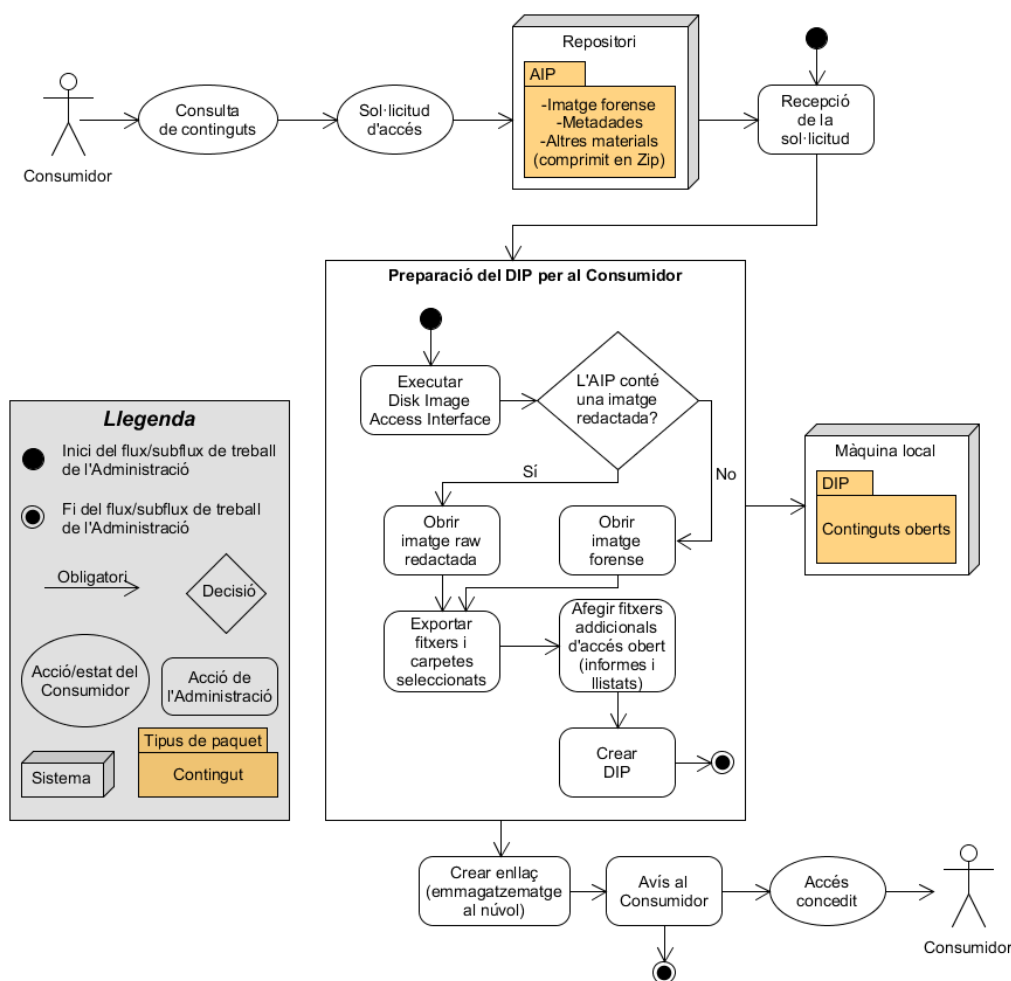 Repositori
AIP
-Imatge forense
-Metadades
-Altres materials
(comprimit en Zip)
Consulta
de continguts
Sol·licitud
d'accés
Recepció
de la
sol·licitud
Consumidor
Preparació del DIP per al Consumidor
Executar
Disk Image
Access Interface
L'AIP conté
una imatge
redactada?
Sí
No
Obrir
imatge raw
redactada
Obrir
imatge
forense
Exportar
fitxers i
carpetes
seleccionats
Afegir fitxers
addicionals
d'accés obert
(informes i
llistats)
Crear
DIP
Màquina local
DIP
Continguts oberts
Llegenda
Inici del flux/subflux de treball
de l'Administració
Fi del flux/subflux de treball
de l'Administració
Obligatori
Decisió
Acció/estat del
Consumidor
Acció de
l'Administració
Sistema
Tipus de paquet
Contingut
Crear enllaç
(emmagatzematge
al núvol)
Avís al
Consumidor
Accés
concedit
Consumidor